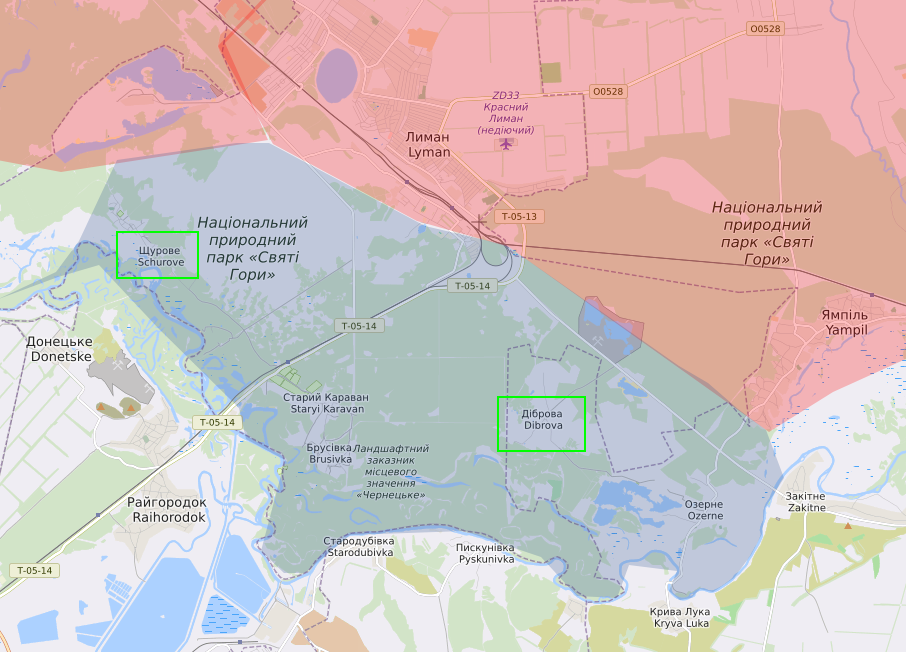 O0528
O0528
ZD33
Красний
Лиман
(недіючий)
Лиман
Lyman
Т-05-13
Національний
природний
парк «Святі
Гори»
Національний
природний
парк «Святі
Гори»
Щурове
Schurove
Т-05-14
Т-05-14
Ямпіль
Yampil
Донецьке
Donetske
Старий Караван
Staryi Karavan
Діброва
Dibrova
Т-05-14
Брусівка
Brusivka
Ландшафтний
заказник
місцевого
значення
«Чернецьке»
Райгородок
Raihorodok
Озерне
Ozerne
Закітне
Zakitne
Стародубівка
Starodubivka
Пискунівка
Pyskunivka
Т-05-14
Крива Лука
Kryva Luka